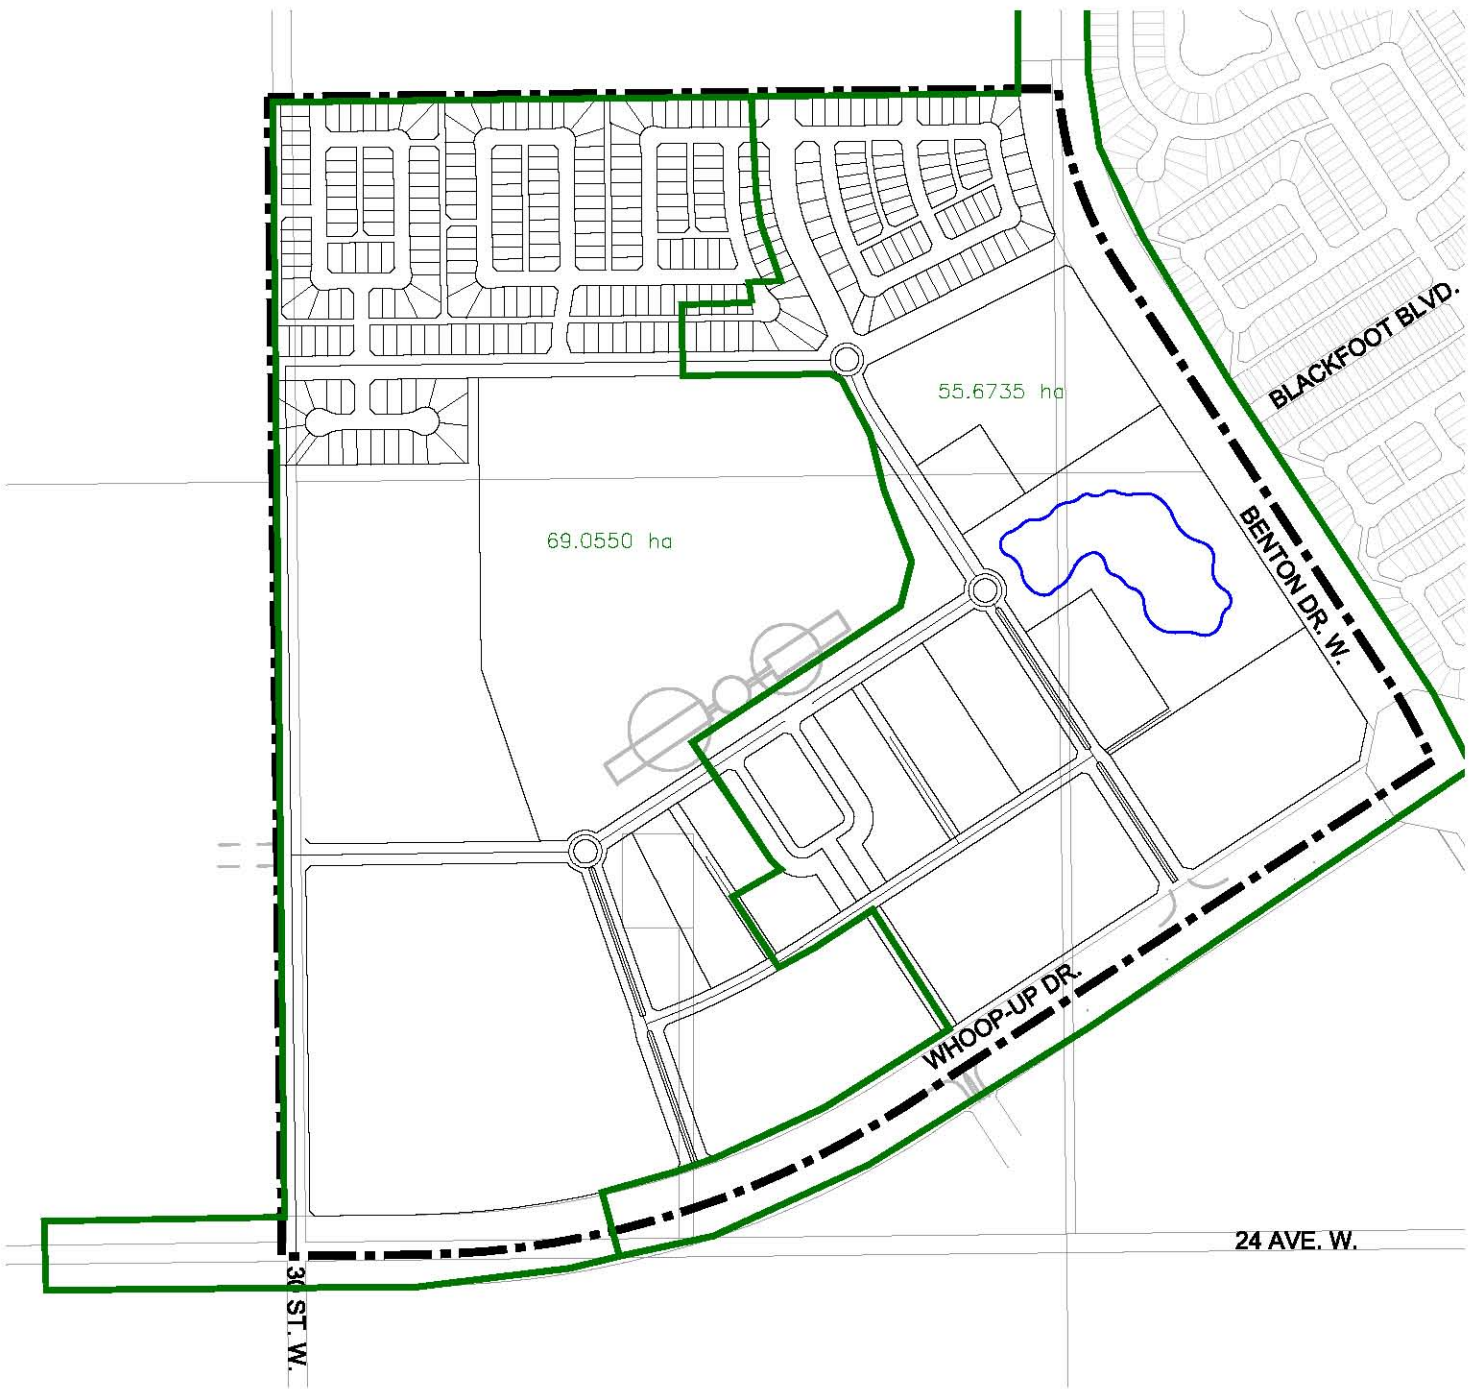 BLACKFOOT BLVD.
55.6735 ha
69.0550 ha
BENTON DR. W.
WHOOP-UP DR.
24 AVE. W.
30 ST. W.